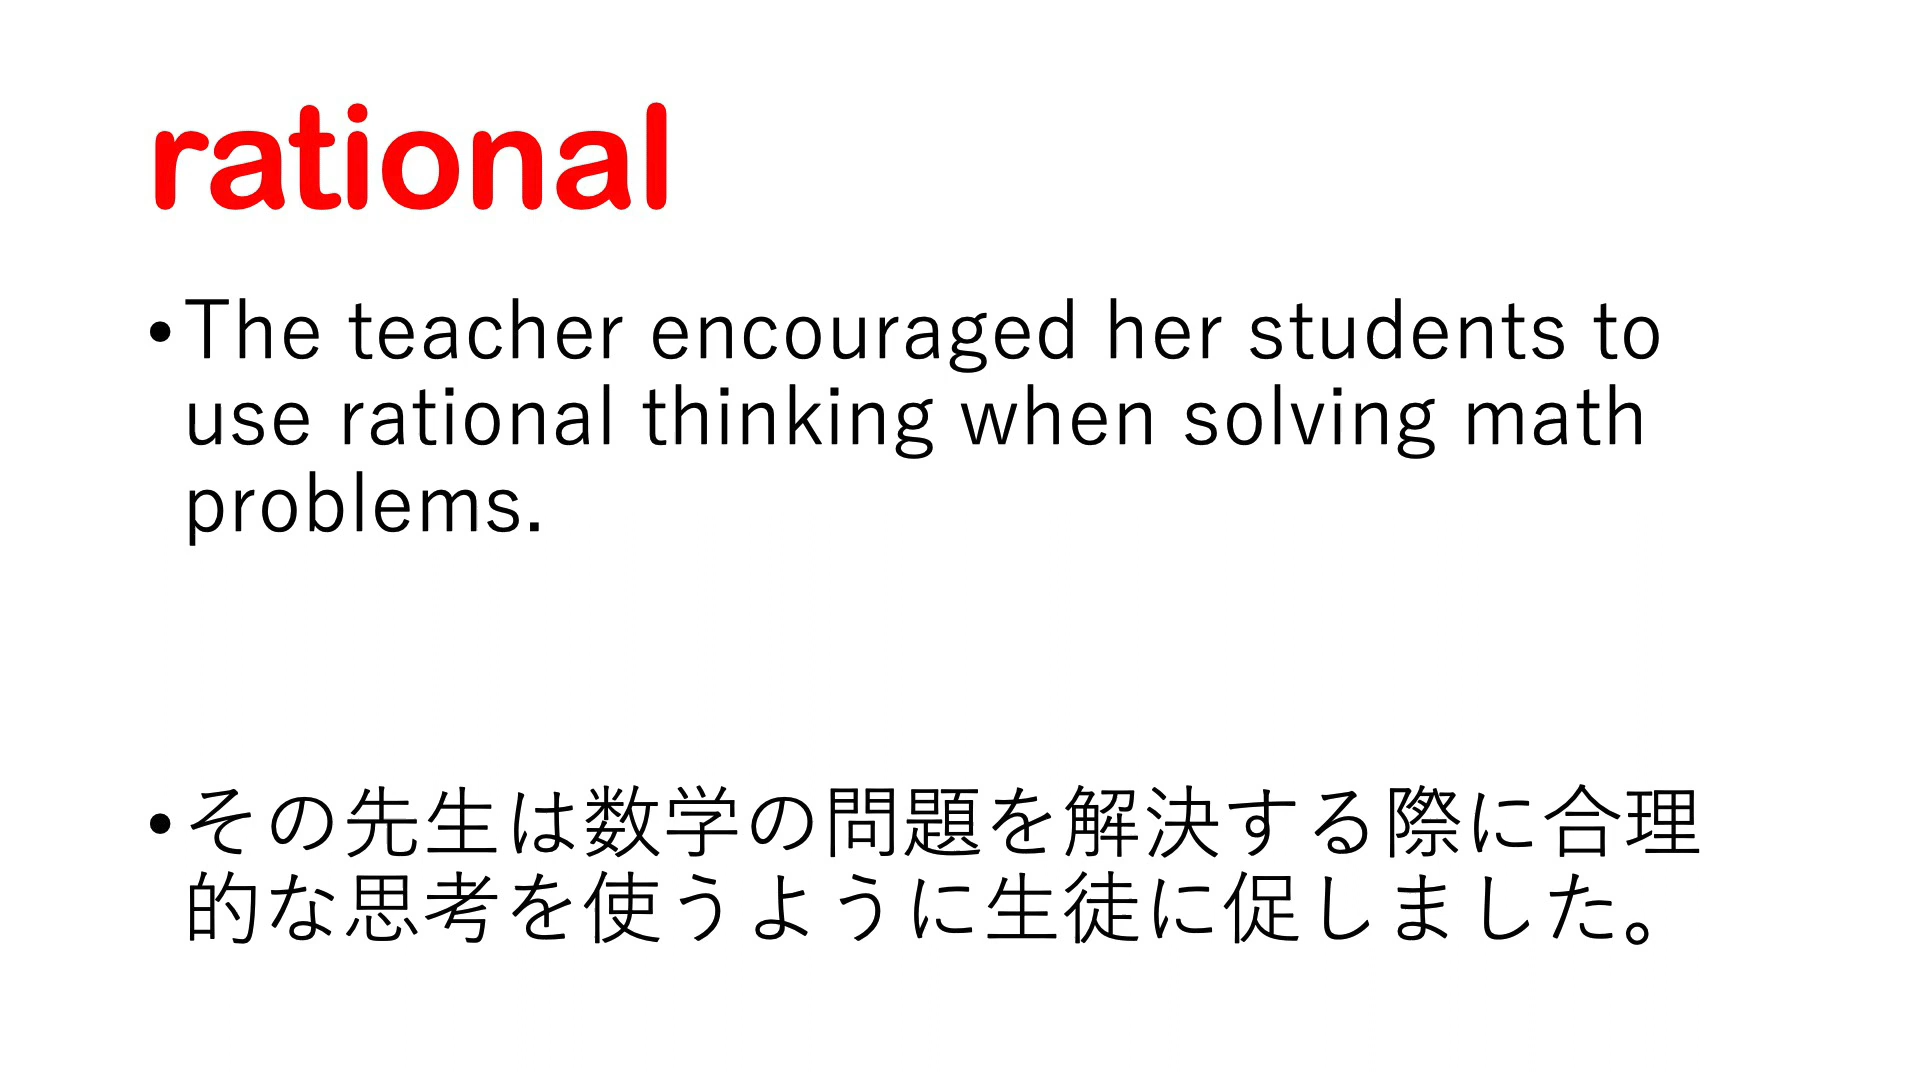 rational
•The teacher encouraged her students to
use rational thinking when solving math
problems.
•その先生は数学の問題を解決する際に合理
的な思考を使うように生徒に促しました。